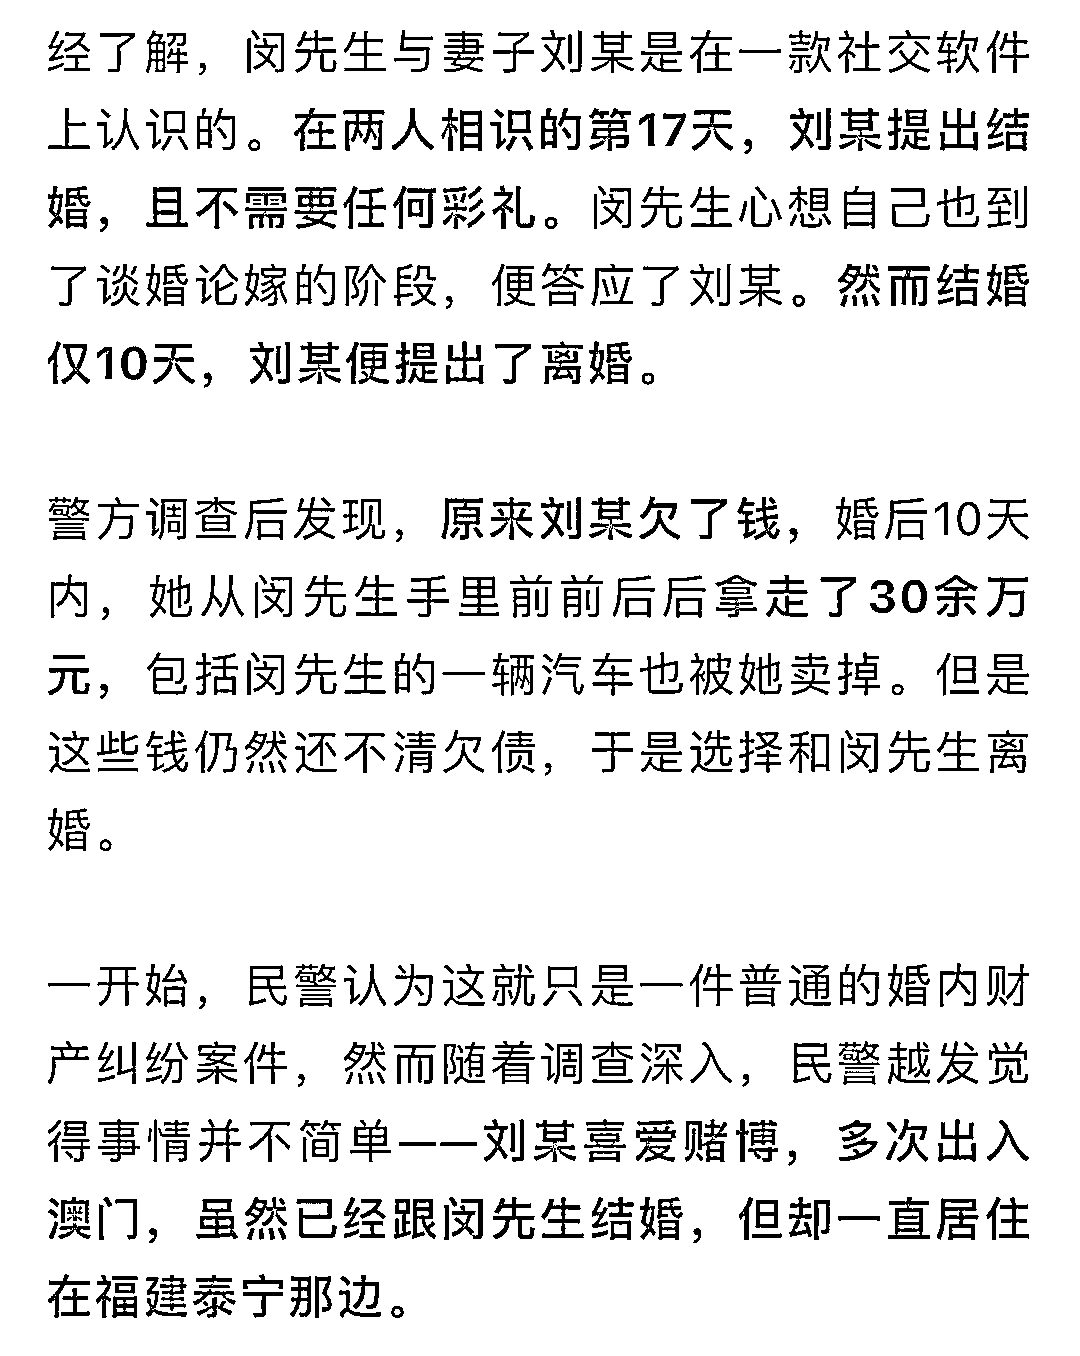 经了解，闵先生与妻子刘某是在一款社交软件
上认识的。在两人相识的第17天，刘某提出结
婚，且不需要任何彩礼。闵先生心想自己也到
了谈婚论嫁的阶段，便答应了刘某。然而结婚
仅10天，刘某便提出了离婚。
警方调查后发现，原来刘某欠了钱，婚后10天
内，她从闵先生手里前前后后拿走了30余万
元，包括闵先生的一辆汽车也被她卖掉。但是
这些钱仍然还不清欠债，于是选择和闵先生离
婚。
一开始，民警认为这就只是一件普通的婚内财
产纠纷案件，然而随着调查深入，民警越发觉
得事情并不简单——刘某喜爱赌博，多次出入
澳门，虽然已经跟闵先生结婚，但却一直居住
在福建泰宁那边。